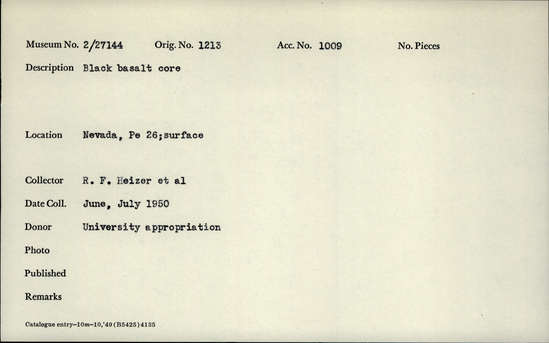 Museum No. 2/27144 Orig. No. 1213 Acc. No. 1009 No. Pieces
Description Black basalt core
Location Nevada, Pe 26;surface
Collector R. F. Heizer et al
Date Coll. June, July 1950
Donor University appropriation
Photo
Published
Remarks
Catalogue entry—10m—10,'49(B5425)4135